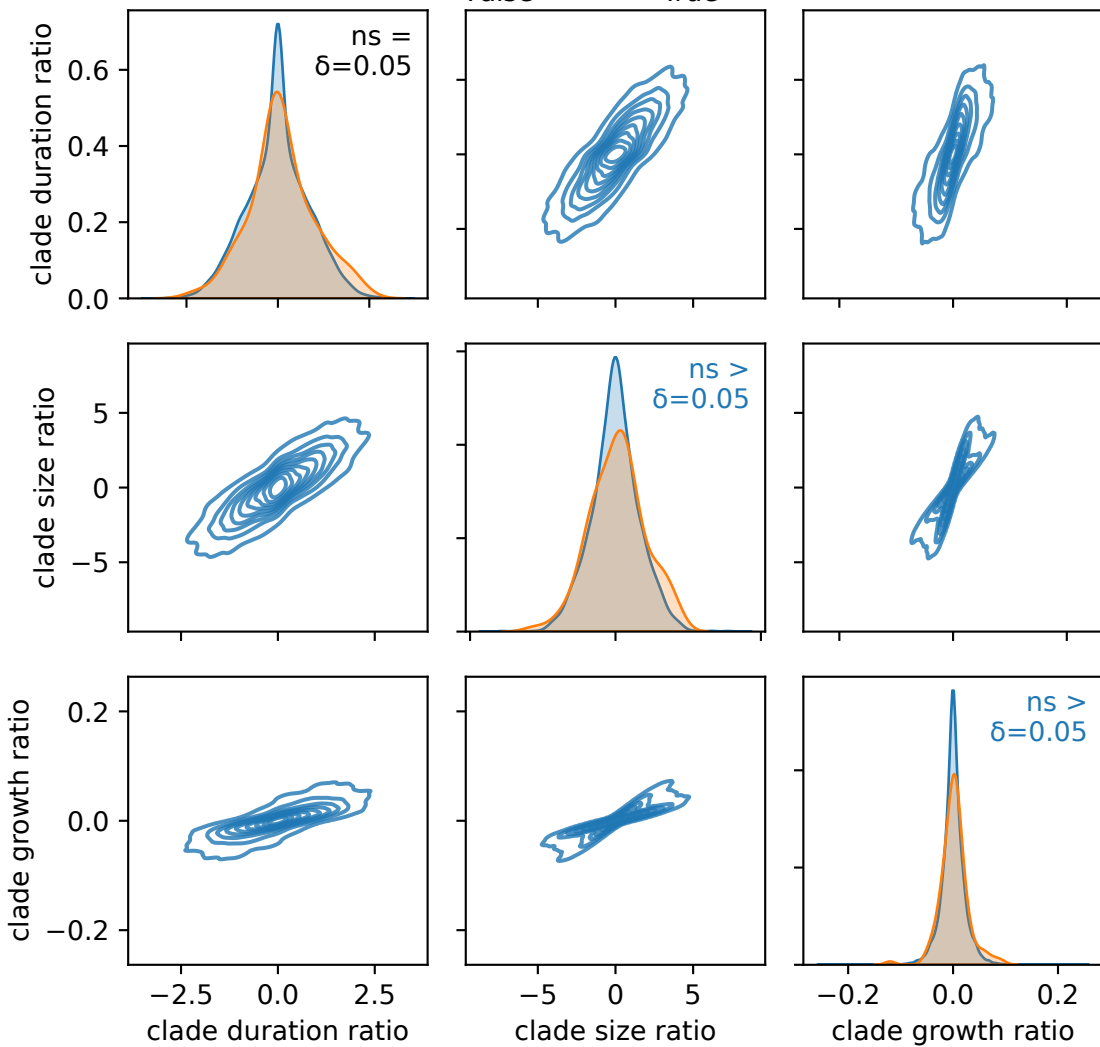 clade duration ratio
0.6
0.4
0.2
0.0
ns =
δ=0.05
clade size ratio
5
0
−5
ns >
δ=0.05
clade growth ratio
0.2
0.0
−0.2
ns >
δ=0.05
−2.5 0.0 2.5
−5 0 5
−0.2 0.0 0.2
clade duration ratio
clade size ratio
clade growth ratio